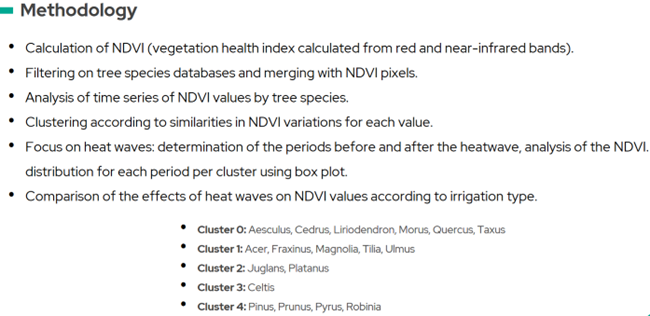 Methodology
• Calculation of NDVI (vegetation health index calculated from red and near-infrared bands).
• Filtering on tree species databases and merging with NDVI pixels.
• Analysis of time series of NDVI values by tree species.
• Clustering according to similarities in NDVI variations for each value.
• Focus on heat waves: determination of the periods before and after the heatwave, analysis of the NDVI.
distribution for each period per cluster using box plot.
• Comparison of the effects of heat waves on NDVI values according to irrigation type.
• Cluster 0: Aesculus, Cedrus, Liriodendron, Morus, Quercus, Taxus
• Cluster 1: Acer, Fraxinus, Magnolia, Tilia, Ulmus
• Cluster 2: Juglans, Platanus
• Cluster 3: Celtis
• Cluster 4: Pinus, Prunus, Pyrus, Robinia